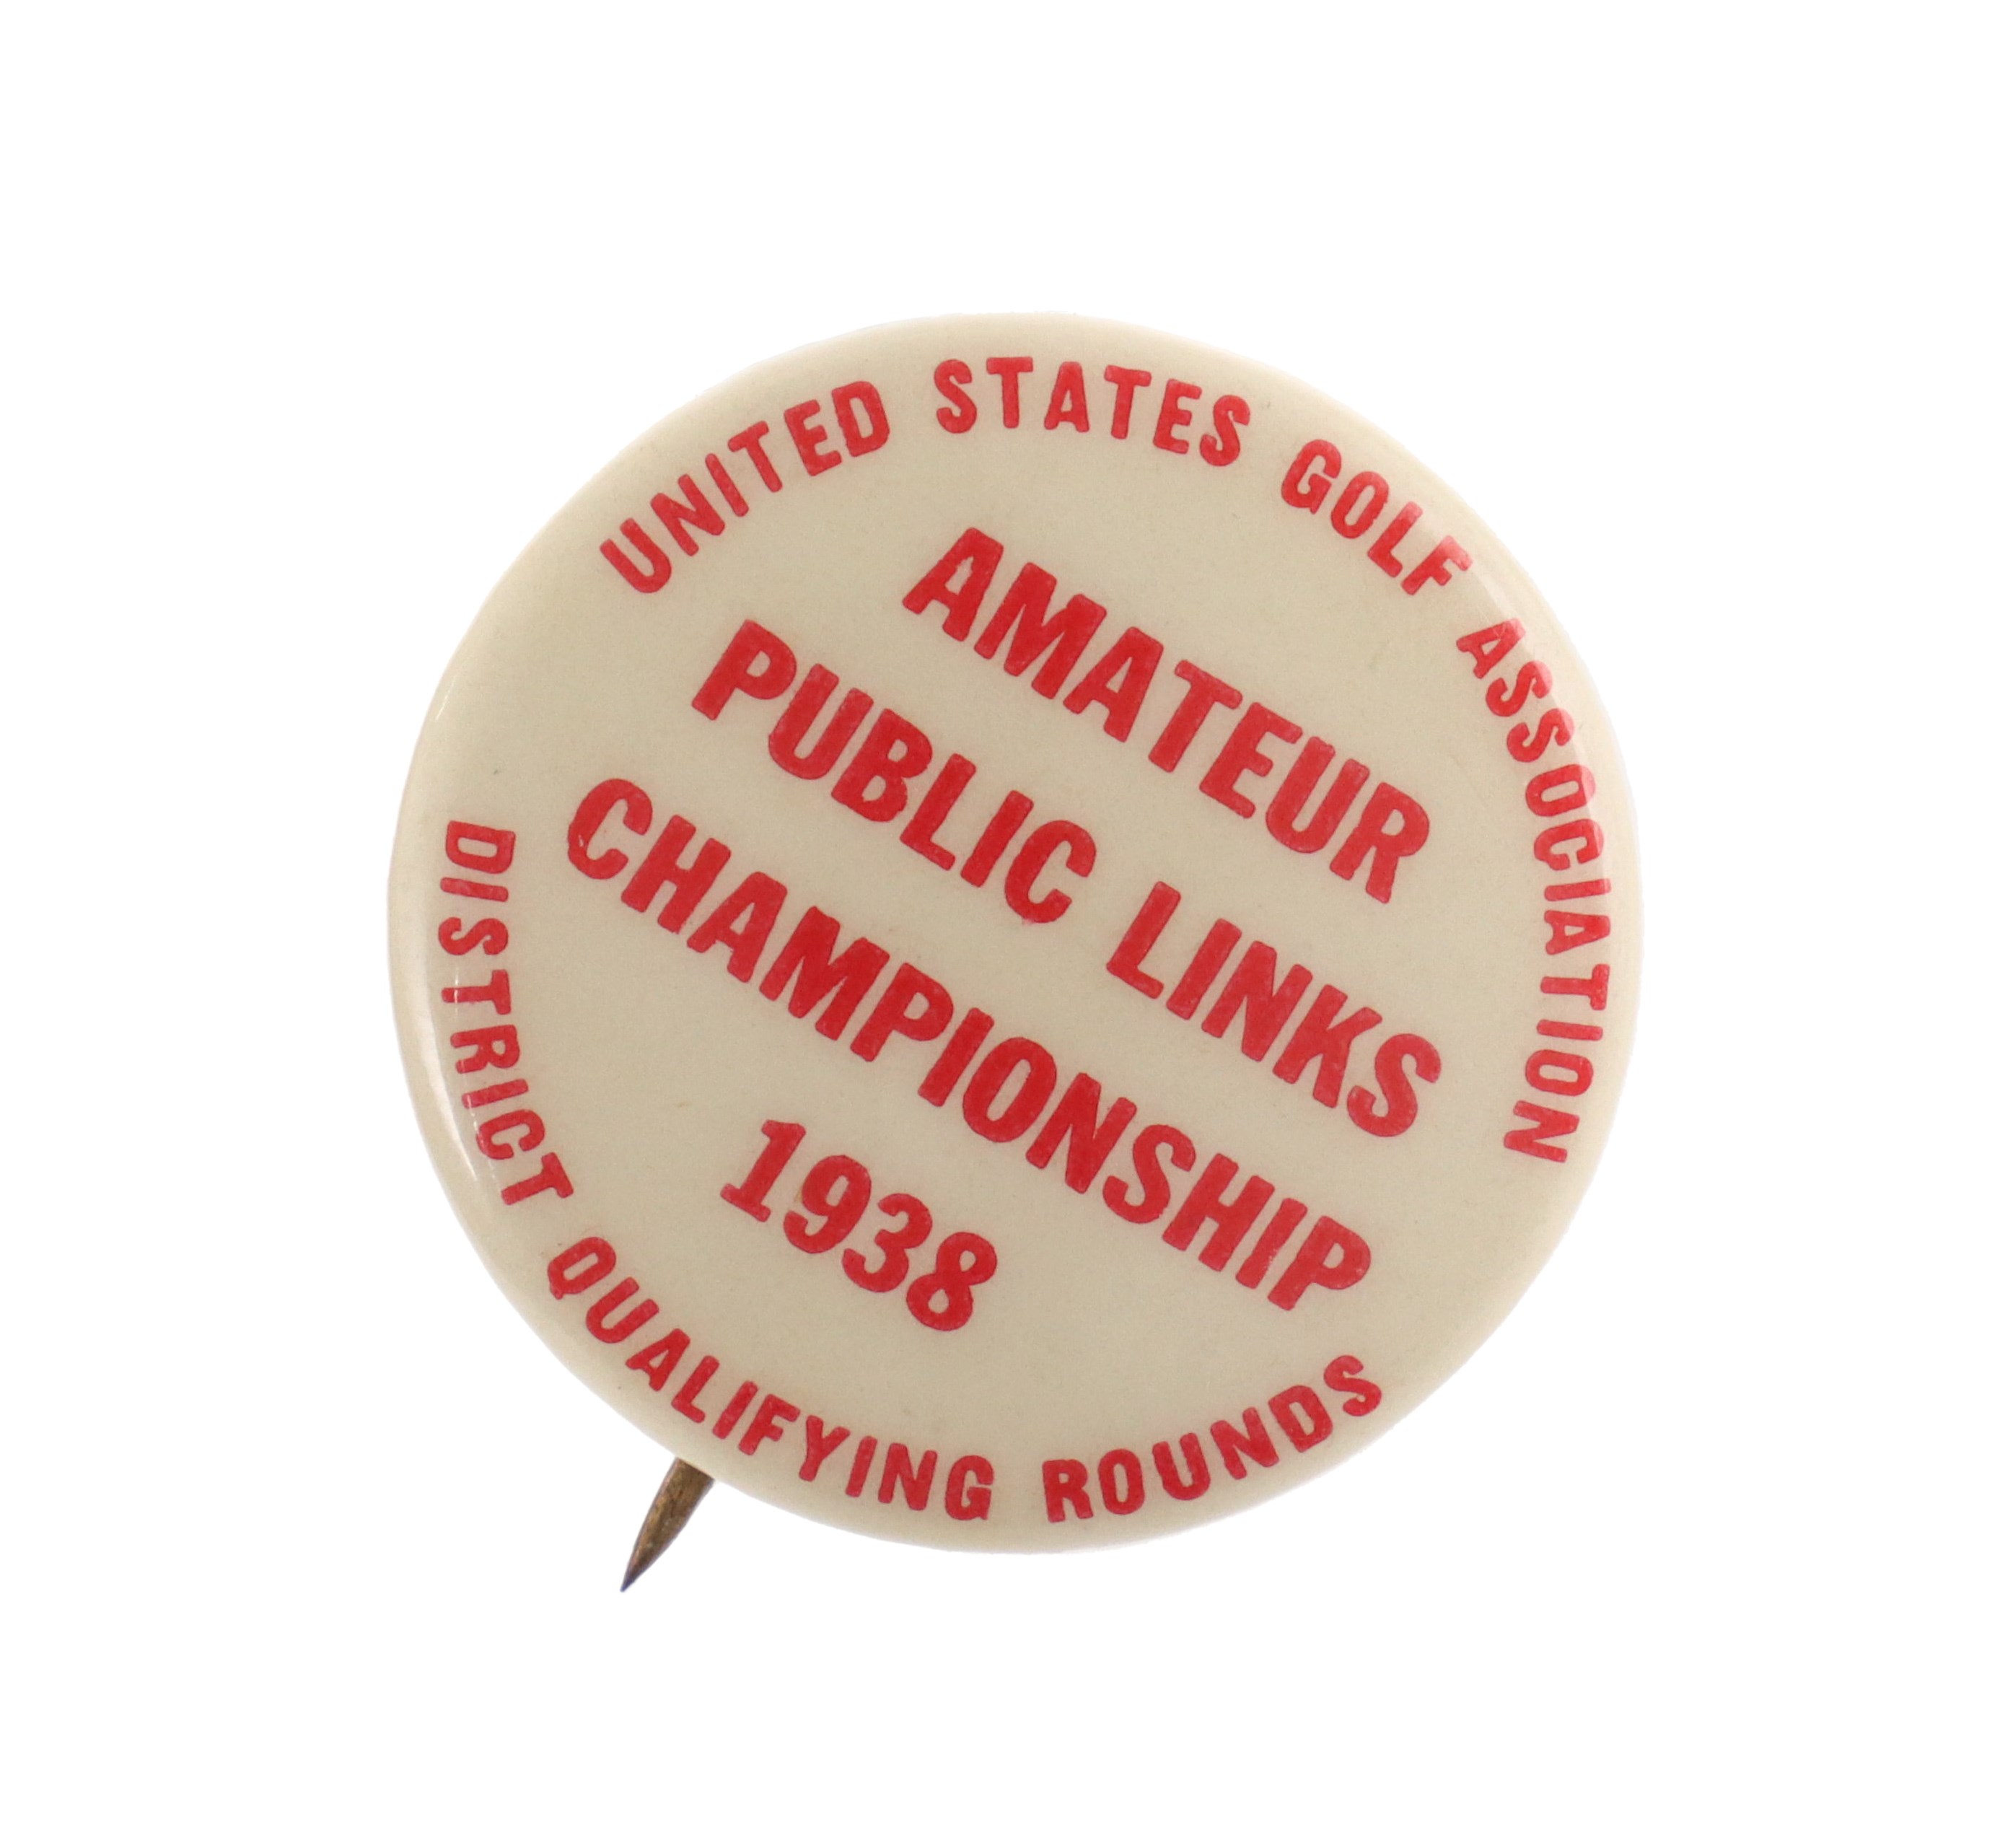 UNITED STATES GOLF ASSOCIATION
AMATEUR
PUBLIC LINKS
CHAMPIONSHIP
1938
DISTRICT QUALIFYING ROUNDS